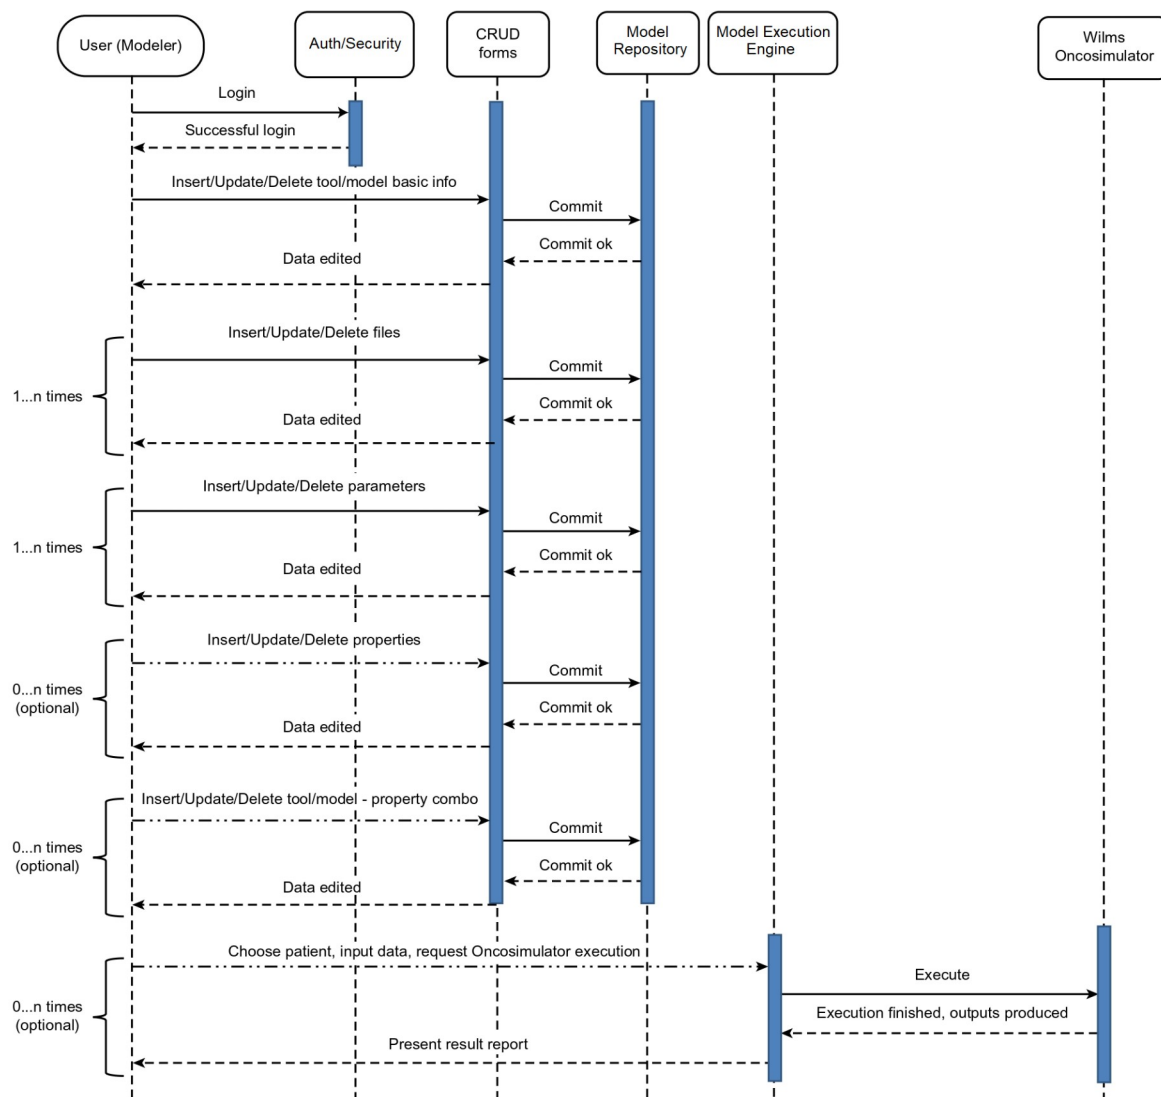 User (Modeler)
Auth/Security
CRUD
forms
Model
Repository
Model Execution
Engine
Wilms
Oncosimulator
Login
Successful login
Insert/Update/Delete tool/model basic info
Commit
Commit ok
Data edited
Insert/Update/Delete files
Commit
1...n times
Commit ok
Data edited
Insert/Update/Delete parameters
Commit
1...n times
Commit ok
Data edited
Insert/Update/Delete properties
Commit
0...n times
(optional)
Commit ok
Data edited
Insert/Update/Delete tool/model - property combo
Commit
0...n times
(optional)
Commit ok
Data edited
Choose patient, input data, request Oncosimulator execution
Execute
0...n times
(optional)
Execution finished, outputs produced
Present result report